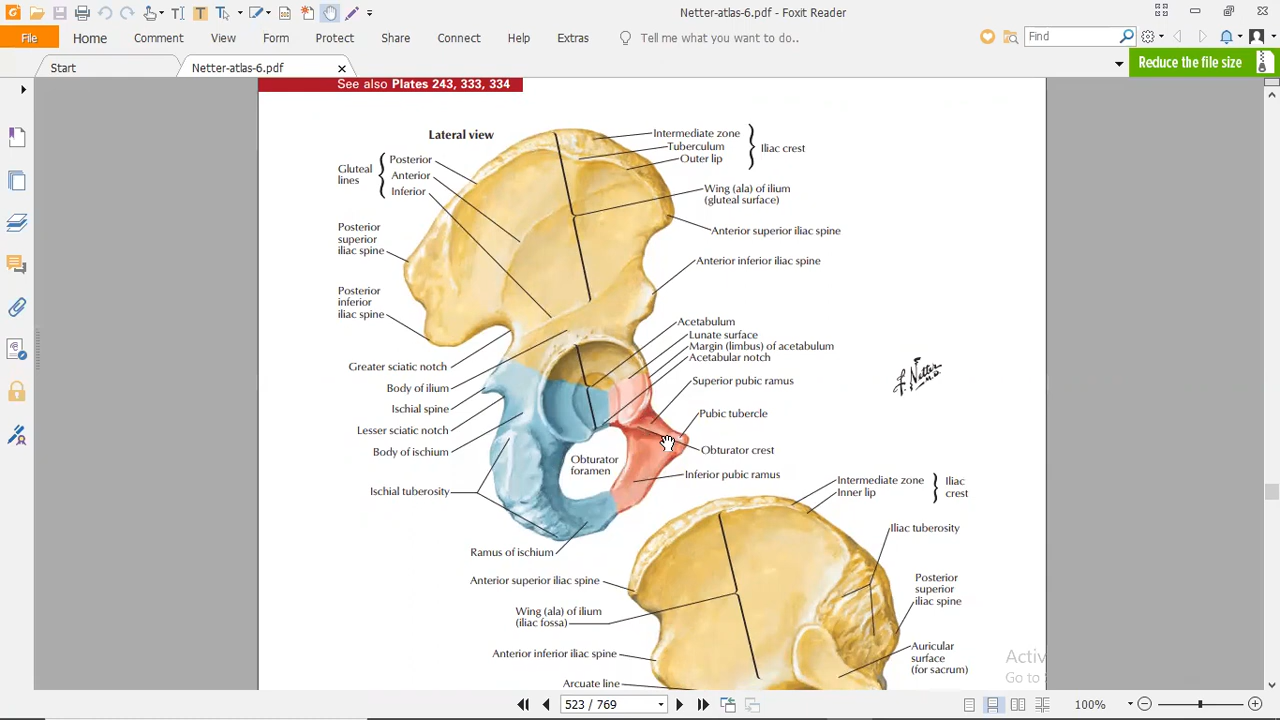 Netter-atlas-6.pdf - Foxit Reader
File
Home
Comment
View
Form
Protect
Share
Connect
Help
Extras
Tell me what you want to do..
Find
Start
Netter-atlas-6.pdf
Reduce the file size
See also Plates 243, 333, 334
Lateral view
Intermediate zone
Tuberculum
Outer lip
Iliac crest
Gluteal
lines
Posterior
Anterior
Inferior
Wing (ala) of ilium
(gluteal surface)
Posterior
superior
iliac spine
Anterior superior iliac spine
Anterior inferior iliac spine
Posterior
inferior
iliac spine
Acetabulum
Lunate surface
Margin (limbus) of acetabulum
Acetabular notch
Greater sciatic notch
Superior pubic ramus
Body of ilium
Ischial spine
Pubic tubercle
Lesser sciatic notch
Body of ischium
Obturator crest
Obturator
foramen
Inferior pubic ramus
Ischial tuberosity
Ramus of ischium
F. Netter
M.D.
Intermediate zone
Inner lip
Iliac
crest
Iliac tuberosity
Anterior superior iliac spine
Posterior
superior
iliac spine
Wing (ala) of ilium
(iliac fossa)
Anterior inferior iliac spine
Auricular
surface
(for sacrum)
Arcuate line
Activ
Go to
523 / 769
100%